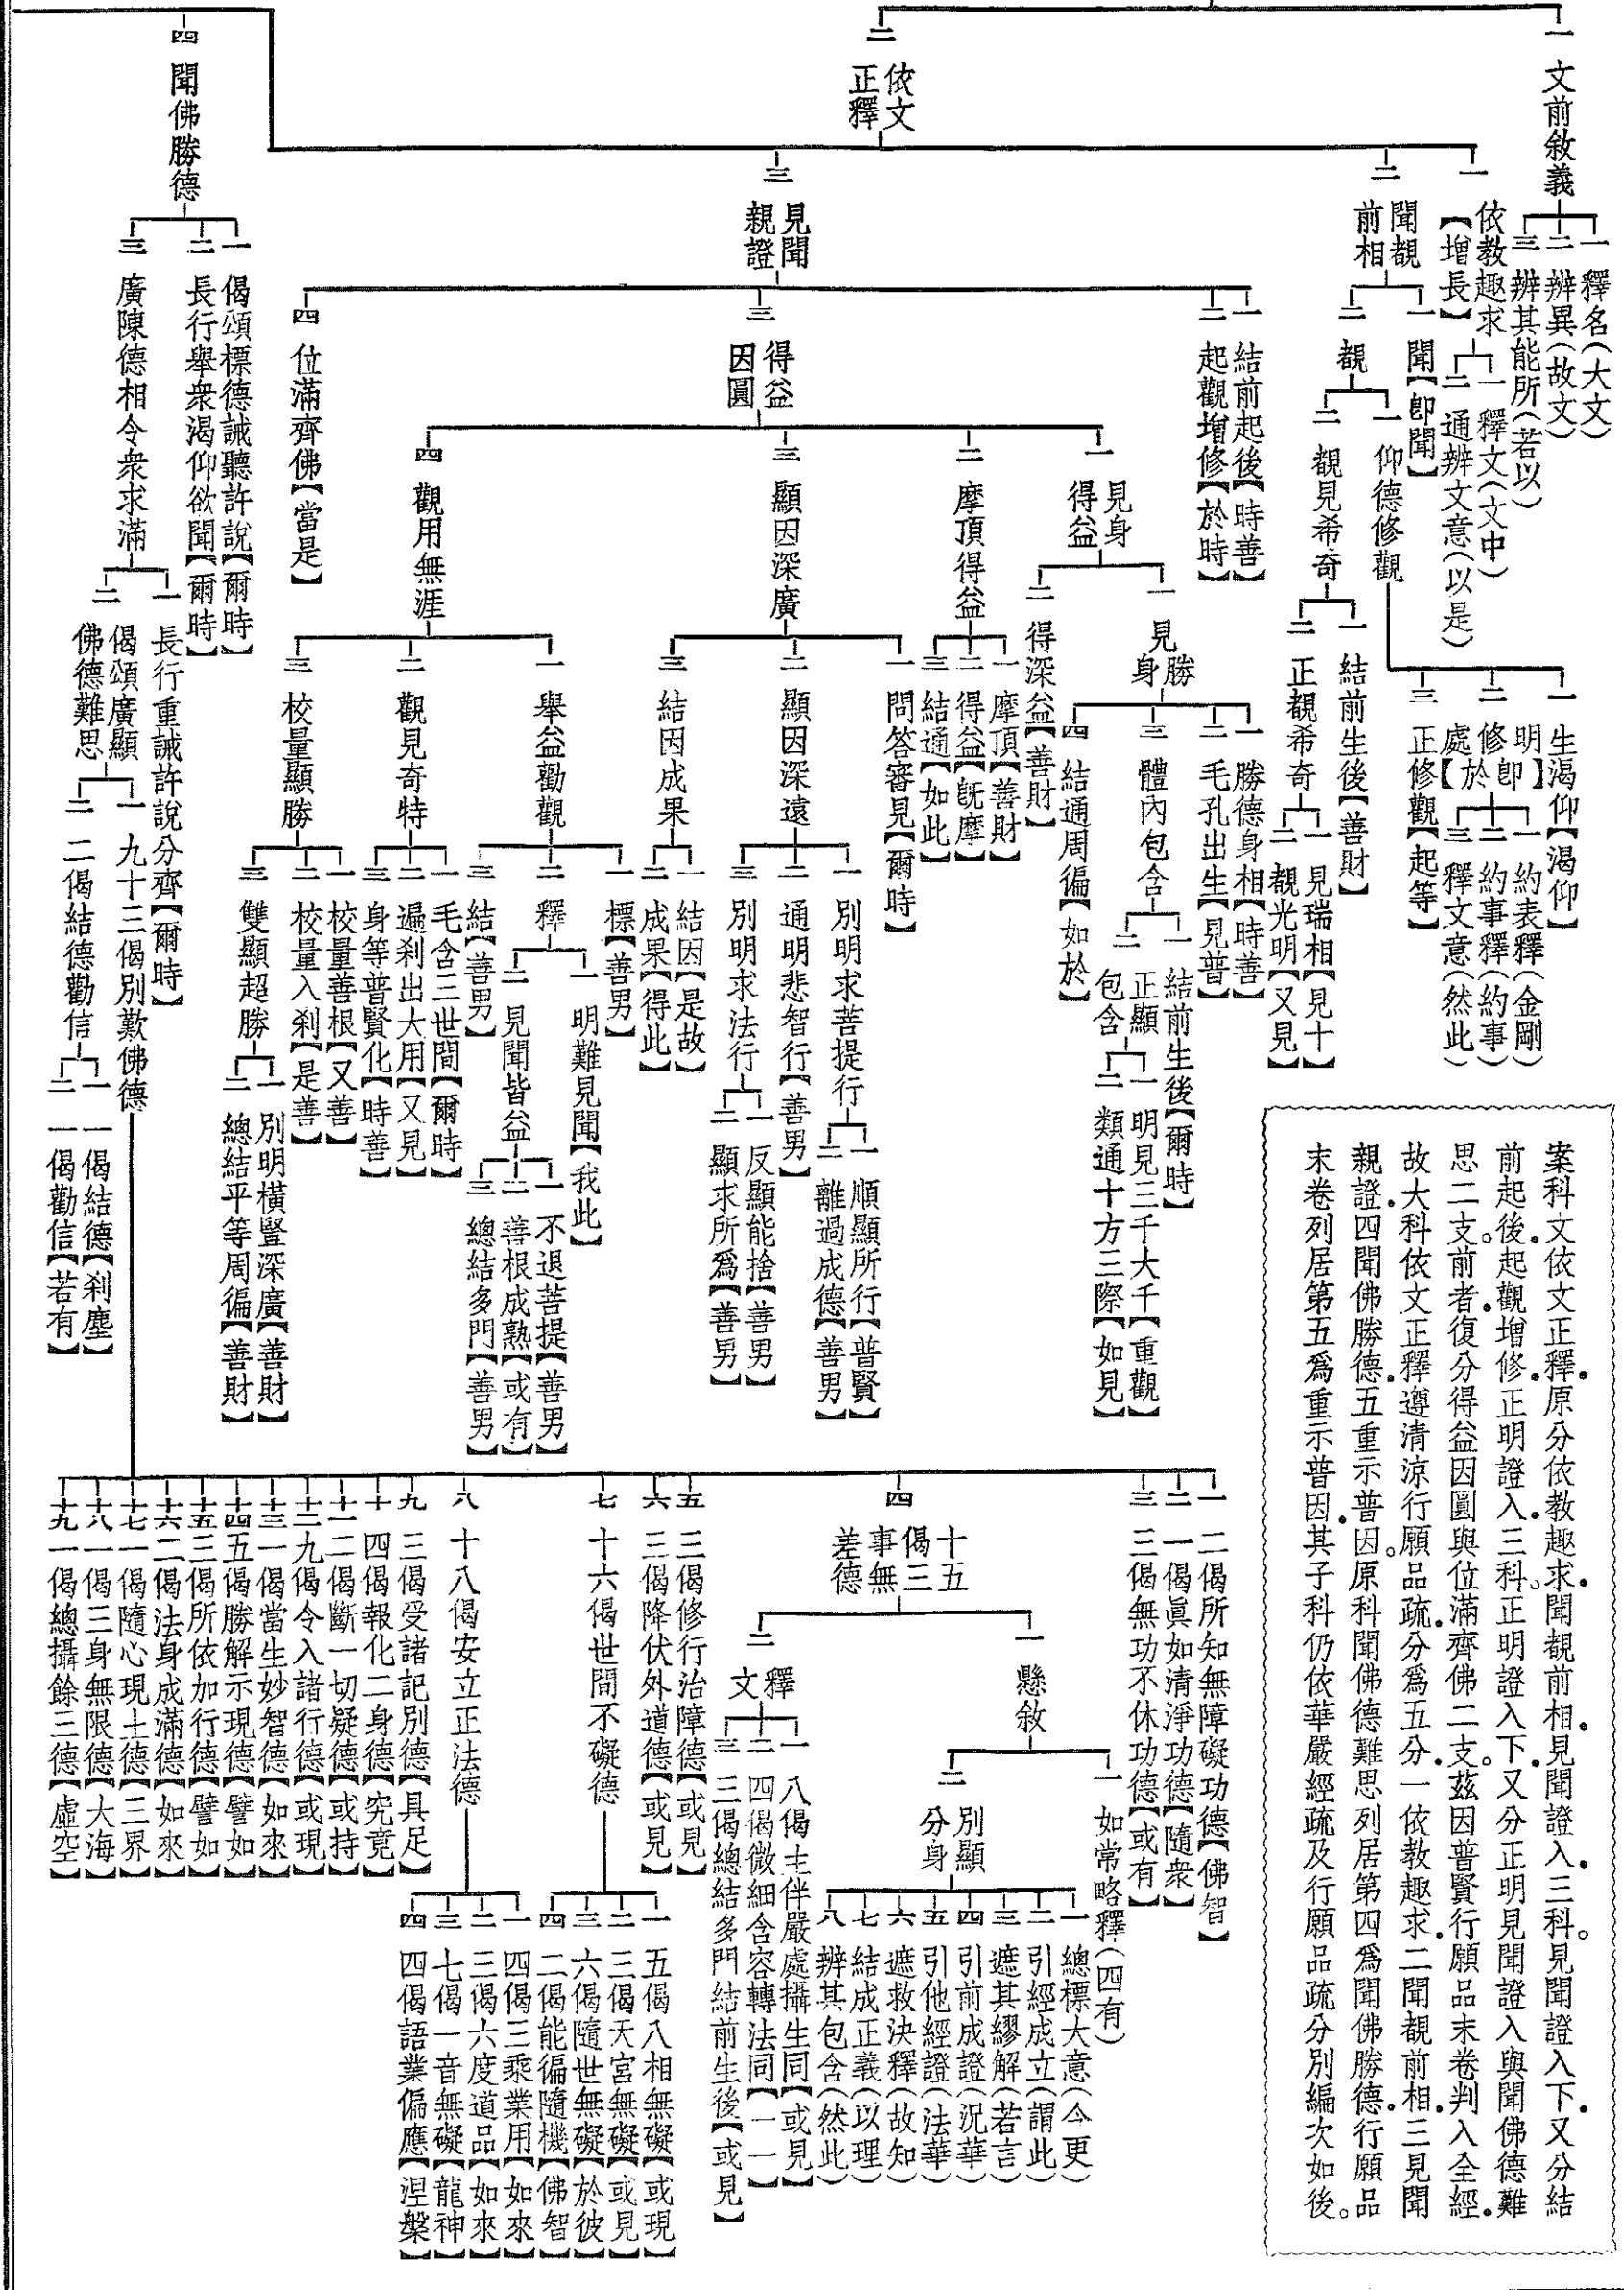 一 文前敘義
一 釋名(大文)
二 辨異(故文)
三 辨其能所(若以)
二 依文正釋
一 依教趣求【增長】
一 釋文(文中)
二 通辨文意(以是)
二 聞覩前相
一 聞【卽聞】
二 覩
一 仰德修觀
一 生渴仰【渴仰】
二 明修卽處【於】
一 約表釋(金剛)
二 約事釋(約事)
三 釋文意(然此)
三 正修觀【起等】
二 覩見希奇
一 結前生後【善財】
二 正覩希奇
一 見瑞相【見十】
二 覩光明【又見】
三 見聞親證
一 結前起後【時善】
二 起觀增修【於時】
三 得益因圓
一 見身得益
一 見勝身
一 勝德身相【時善】
二 毛孔出生【見普】
三 體內包含
一 結前生後【爾時】
二 正顯包含
一 明見三千大千【重觀】
二 類通十方三際【如見】
四 結通周徧【如於】
二 得深益【善財】
二 摩頂得益
一 摩頂【善財】
二 得益【旣摩】
三 結通【如此】
三 顯因深廣
一 問答審見【爾時】
二 顯因深遠
一 別明求菩提行
一 順顯所行【普賢】
二 離過成德【善男】
二 通明悲智行【善男】
三 別明求法行
一 反顯能捨【善男】
二 顯求所爲【善男】
三 結因成果
一 結因【是故】
二 成果【得此】
四 觀用無涯
一 舉益勸觀
一 標【善男】
二 釋
一 明難見聞【我此】
二 見聞皆益
一 不退菩提【善男】
二 善根成熟【或有】
三 總結多門【善男】
三 結【善男】
二 觀見奇特
一 毛含三世間【爾時】
二 遍刹出大用【又見】
三 身等普賢化【時善】
三 校量顯勝
一 校量善根【又善】
二 校量入刹【是善】
三 雙顯超勝
一 別明橫豎深廣【善財】
二 總結平等周徧【善財】
四 位滿齊佛【當是】
四 聞佛勝德
一 偈頌標德誡聽許說【爾時】
二 長行舉衆渴仰欲聞【爾時】
三 廣陳德相令衆求滿
一 長行重誡許說分齊【爾時】
二 偈頌廣顯佛德難思
一 九十三偈別歎佛德
一 二偈所知無障礙功德【佛智】
二 一偈眞如清淨功德【隨衆】
三 三偈無功不休功德【或有】
四 十五偈三事無差德
一 懸敘
一 如常略釋(四有)
二 別顯分身
一 總標大意(今更)
二 引經成立(謂此)
三 遮其繆解(若言)
四 引前成證(況華)
五 引他經證(法華)
六 遮救決釋(故知)
七 結成正義(以理)
八 辨其包含(然此)
二 釋文
一 八偈主伴嚴處攝生同【或見】
二 四偈微細含容轉法同【一一】
三 三偈總結多門結前生後【或見】
五 三偈修行治障德【或見】
六 三偈降伏外道德【或見】
七 十六偈世間不礙德
一 五偈八相無礙【或現】
二 三偈天宮無礙【或見】
三 六偈隨世無礙【於彼】
四 二偈能徧隨機【佛智】
八 十八偈安立正法德
一 四偈三乘業用【如來】
二 三偈六度道品【如來】
三 七偈一音無礙【龍神】
四 四偈語業偏應【涅槃】
九 三偈受諸記別德【具足】
十 四偈報化二身德【究竟】
十一 二偈斷一切疑德【或持】
十二 九偈令入諸行德【或現】
十三 一偈當生妙智德【如來】
十四 五偈勝解示現德【譬如】
十五 三偈所依加行德【譬如】
十六 二偈法身成滿德【如來】
十七 一偈隨心現土德【三界】
十八 一偈三身無限德【大海】
十九 一偈總攝餘三德【虛空】
二 二偈結德勸信
一 一偈結德【刹塵】
二 一偈勸信【若有】
案科文依文正釋.原分依教趣求.聞覩前相.見聞證入.三科。見聞證入下.又分結
前起後。起觀增修.正明證入三科。正明證入下。又分正明見聞證入與聞佛德難
思二支。前者復分得益因圓與位滿齊佛二支。茲因普賢行願品末卷判入全經.
故大科依文正釋遵清涼行願品疏.分爲五分.一依教趣求.二聞覩前相.三見聞
親證.四聞佛勝德.五重示普因。原科聞佛德難思列居第四爲聞佛勝德.行願品
末卷列居第五爲重示普因.其子科仍依華嚴經疏及行願品疏分別編次如後。